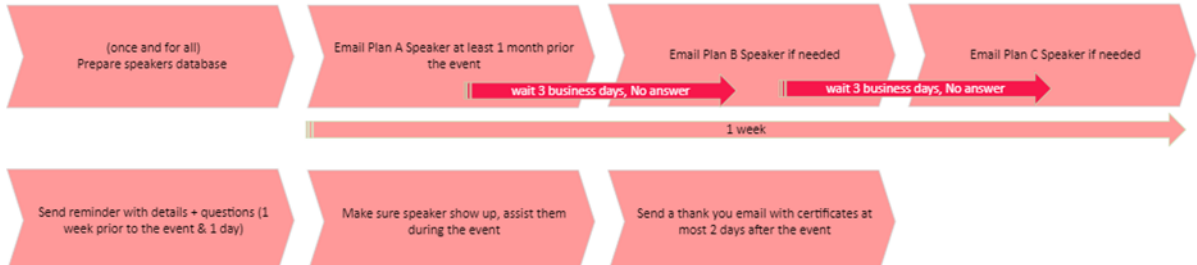 (once and for all)
Prepare speakers database
Email Plan A Speaker at least 1 month prior
the event
Email Plan B Speaker if needed
Email Plan C Speaker if needed
wait 3 business days, No answer
wait 3 business days, No answer
1 week
Send reminder with details + questions (1
week prior to the event & 1 day)
Make sure speaker show up, assist them
during the event
Send a thank you email with certificates at
most 2 days after the event